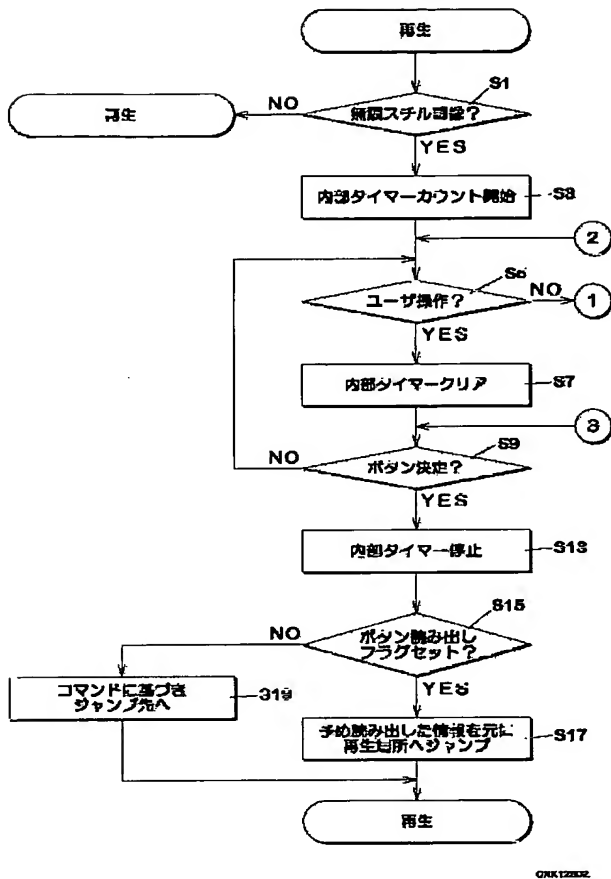 再生
S1
無限スチル画像?
NO
再生
YES
内部タイマーカウント開始
S3
2
S5
ユーザ操作?
NO
1
YES
内部タイマークリア
S7
3
S9
NO
ボタン決定?
YES
内部タイマー停止
S13
S15
NO
ボタン読み出し
フラグセット?
コマンドに基づき
ジャンプ先へ
S19
YES
予め読み出した情報を元に
再生場所へジャンプ
S17
再生